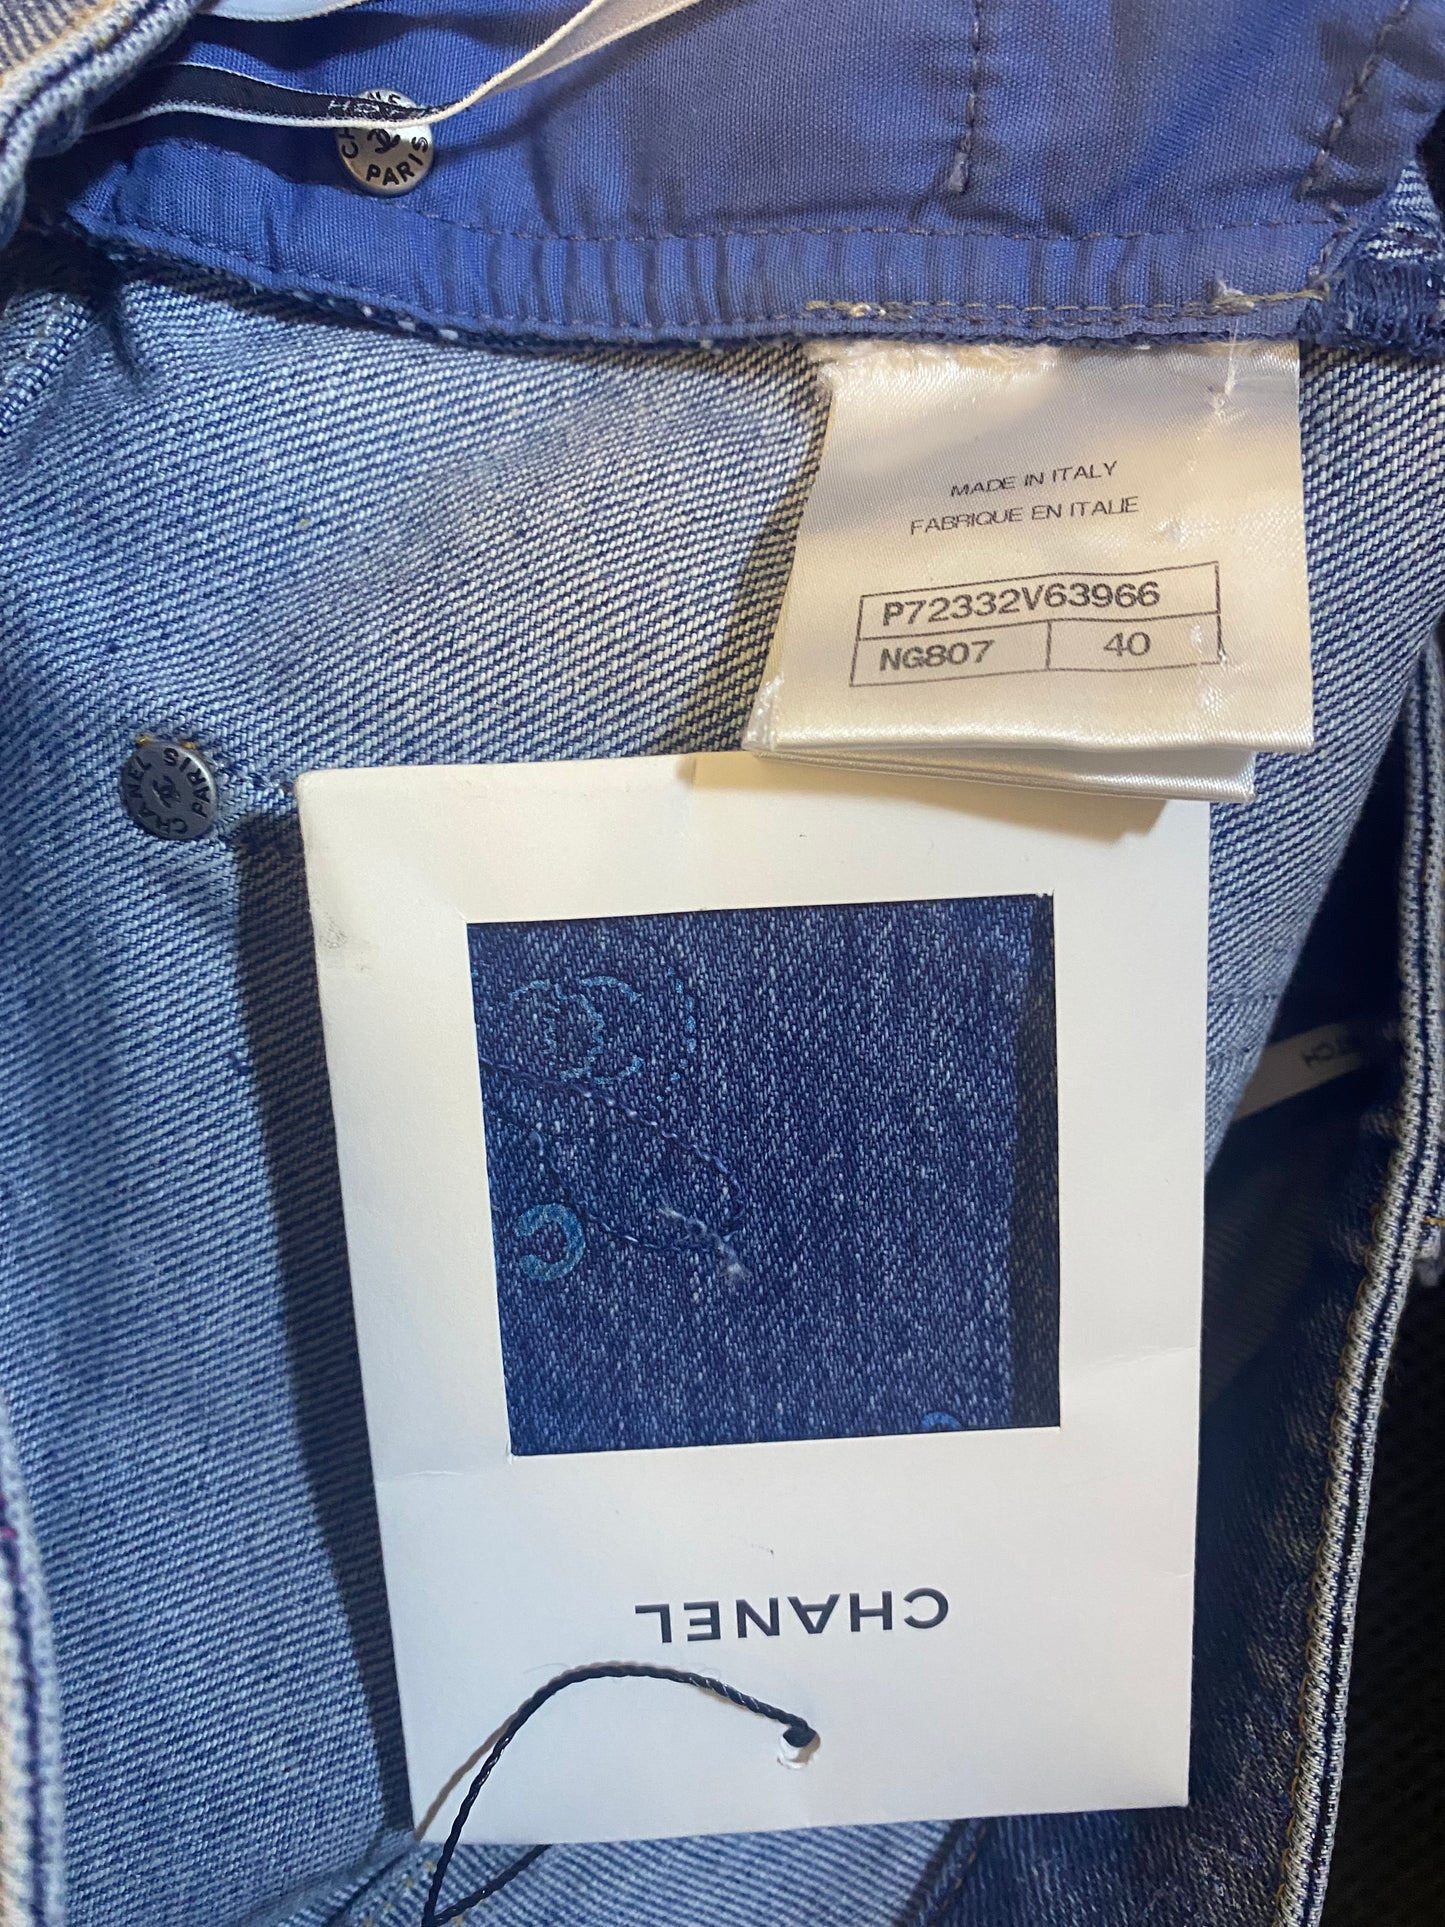 CHANEL
PARIS
MADE IN ITALY
FABRIQUE EN ITALIE
P72332V63966
NG807 40
CHANEL
PARIS
CHANEL